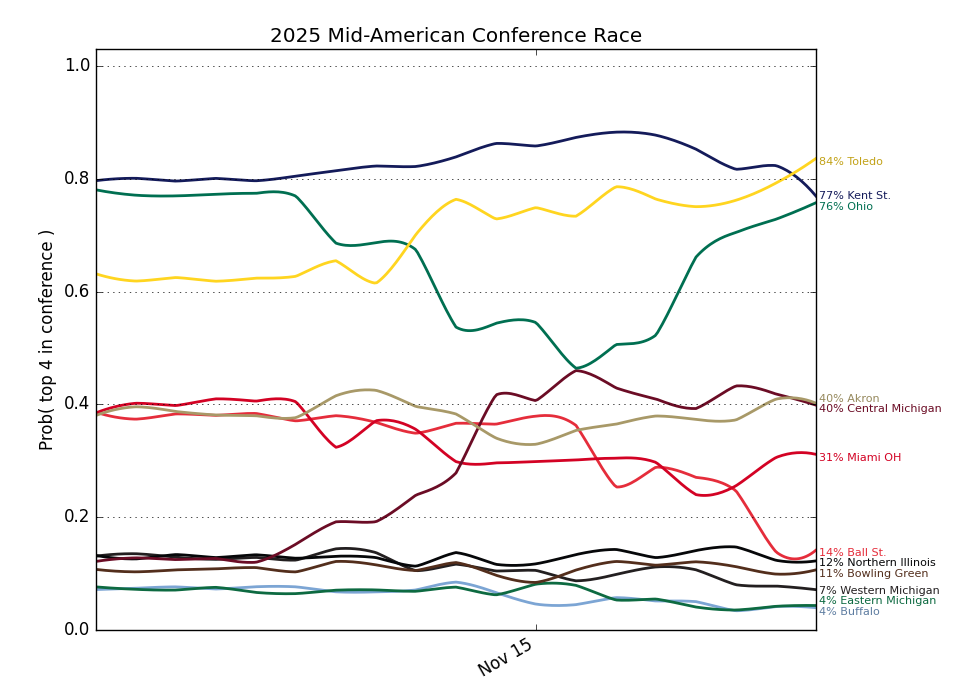 2025 Mid-American Conference Race
Prob( top 4 in conference )
1.0
0.8
0.6
0.4
0.2
0.0
Nov 15
84% Toledo
77% Kent St.
76% Ohio
40% Akron
40% Central Michigan
31% Miami OH
14% Ball St.
12% Northern Illinois
11% Bowling Green
7% Western Michigan
4% Eastern Michigan
4% Buffalo